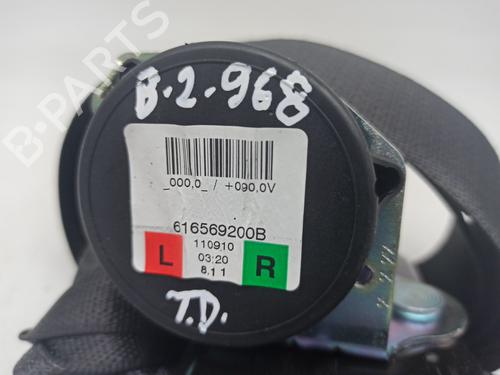 B-PARTS
B.2.968
_000,0_ / +090,0V
616569200B
110910
L
03:20
R
8,1 1
T.D.